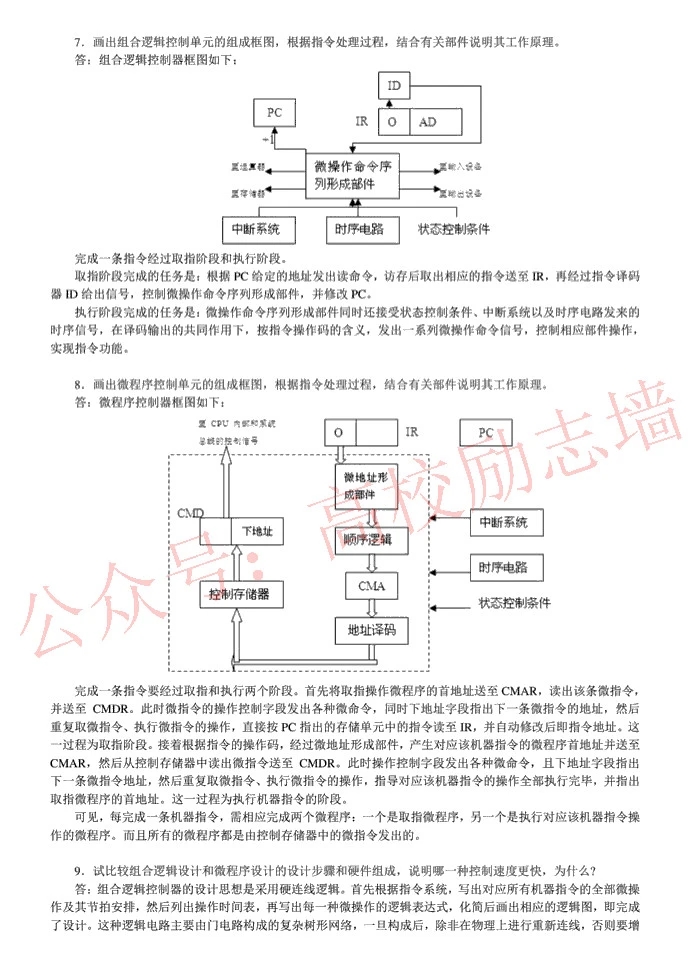 7．画出组合逻辑控制单元的组成框图，根据指令处理过程，结合有关部件说明其工作原理。
答：组合逻辑控制器框图如下：
ID
PC
IR
O
AD
+1
微操作命令序
列形成部件
至运算器
至存储器
至输入设备
至输出设备
中断系统
时序电路
状态控制条件
完成一条指令经过取指阶段和执行阶段。
取指阶段完成的任务是：根据 PC 给定的地址发出读命令，访存后取出相应的指令送至 IR，再经过指令译码
器 ID 给出信号，控制微操作命令序列形成部件，并修改 PC。
执行阶段完成的任务是：微操作命令序列形成部件同时还接受状态控制条件、中断系统以及时序电路发来的
时序信号，在译码输出的共同作用下，按指令操作码的含义，发出一系列微操作命令信号，控制相应部件操作，
实现指令功能。
8．画出微程序控制单元的组成框图，根据指令处理过程，结合有关部件说明其工作原理。
答：微程序控制器框图如下：
至 CPU 内部和系统
总线的控制信号
O
IR
PC
微地址形
成部件
CMD
下地址
顺序逻辑
中断系统
控制存储器
CMA
时序电路
状态控制条件
地址译码
完成一条指令要经过取指和执行两个阶段。首先将取指操作微程序的首地址送至 CMAR，读出该条微指令，
并送至 CMDR。此时微指令的操作控制字段发出各种微命令，同时下地址字段指出下一条微指令的地址，然后
重复取微指令、执行微指令的操作，直接按 PC 指出的存储单元中的指令读至 IR，并自动修改后即指令地址。这
一过程为取指阶段。接着根据指令的操作码，经过微地址形成部件，产生对应该机器指令的微程序首地址并送至
CMAR，然后从控制存储器中读出微指令送至 CMDR。此时操作控制字段发出各种微命令，且下地址字段指出
下一条微指令地址，然后重复取微指令、执行微指令的操作，指导对应该机器指令的操作全部执行完毕，并指出
取指微程序的首地址。这一过程为执行机器指令的阶段。
可见，每完成一条机器指令，需相应完成两个微程序：一个是取指微程序，另一个是执行对应该机器指令操
作的微程序。而且所有的微程序都是由控制存储器中的微指令发出的。
9．试比较组合逻辑设计和微程序设计的设计步骤和硬件组成，说明哪一种控制速度更快，为什么?
答：组合逻辑控制器的设计思想是采用硬连线逻辑。首先根据指令系统，写出对应所有机器指令的全部微操
作及其节拍安排，然后列出操作时间表，再写出每一种微操作的逻辑表达式，化简后画出相应的逻辑图，即完成
了设计。这种逻辑电路主要由门电路构成的复杂树形网络，一旦构成后，除非在物理上进行重新连线，否则要增
公众号：高校励志墙